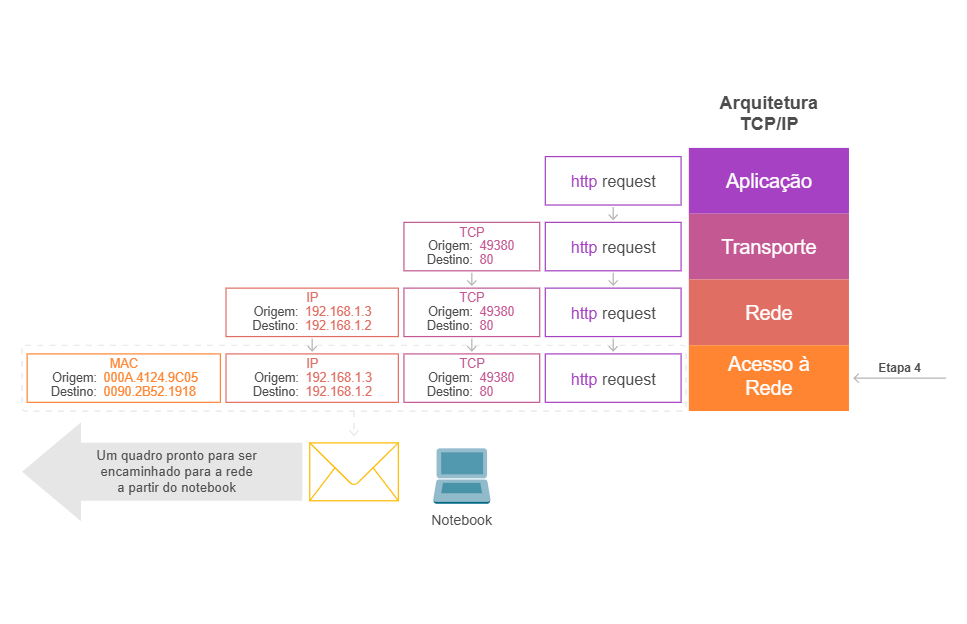 Arquitetura
TCP/IP
http request
Aplicação
TCP
Origem: 49380
Destino: 80
http request
Transporte
IP
Origem: 192.168.1.3
Destino: 192.168.1.2
TCP
Origem: 49380
Destino: 80
http request
Rede
MAC
Origem: 000A.4124.9C05
Destino: 0090.2B52.1918
IP
Origem: 192.168.1.3
Destino: 192.168.1.2
TCP
Origem: 49380
Destino: 80
http request
Acesso à
Rede
Etapa 4
Um quadro pronto para ser
encaminhado para a rede
a partir do notebook
Notebook